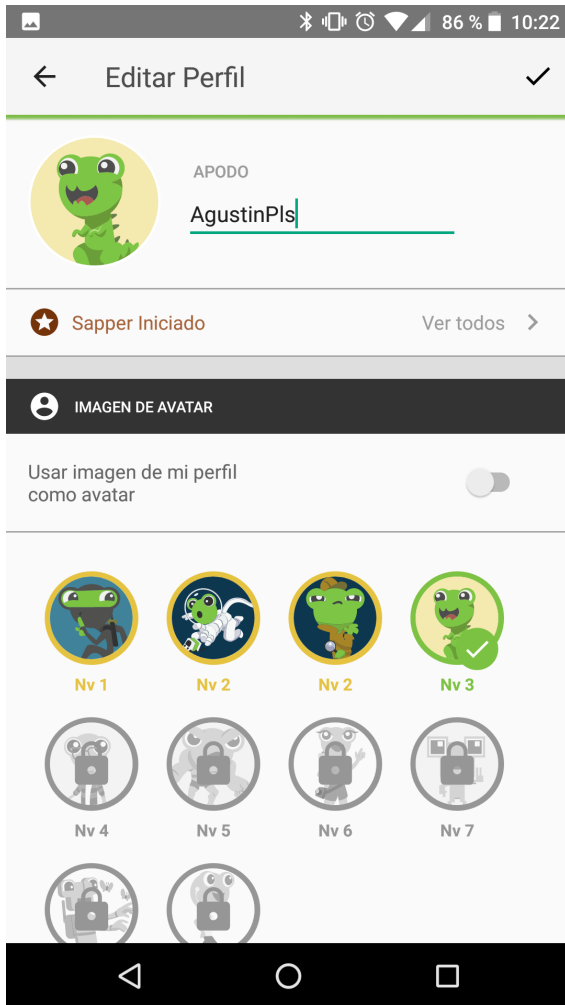 86 % 10:22
Editar Perfil
APODO
AgustinPls
Sapper Iniciado Ver todos
IMAGEN DE AVATAR
Usar imagen de mi perfil
como avatar
Nv 1 Nv 2 Nv 2 Nv 3
Nv 4 Nv 5 Nv 6 Nv 7